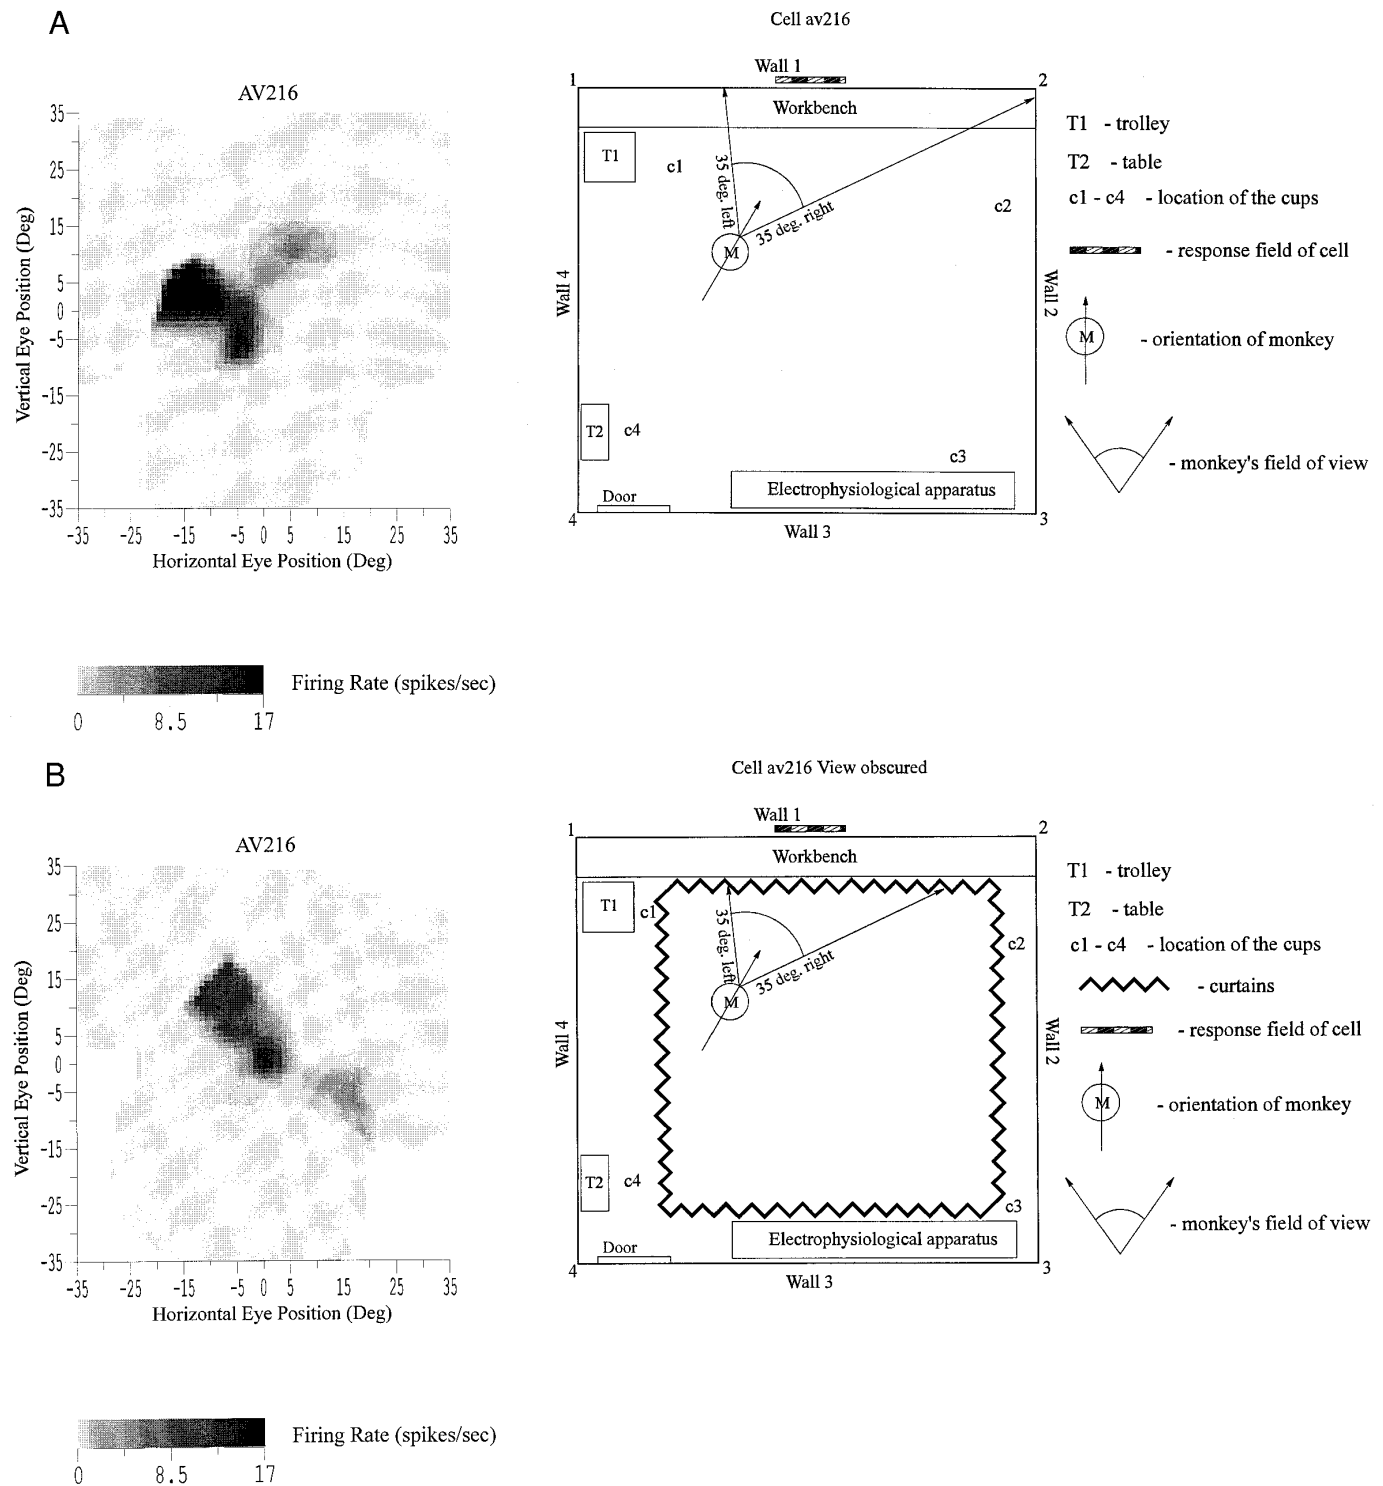 A
Cell av216
AV216
35
25
15
5
0
-5
-15
-25
-35
Vertical Eye Position (Deg)
-35 -25 -15 -5 0 5 15 25 35
Horizontal Eye Position (Deg)
Firing Rate (spikes/sec)
0 8.5 17
Wall 1
1
2
Workbench
T1
c1
c2
35 deg. left
35 deg. right
M
Wall 4
Wall 2
T2
c4
c3
Electrophysiological apparatus
Door
4
3
Wall 3
T1 - trolley
T2 - table
c1 - c4 - location of the cups
- response field of cell
M
- orientation of monkey
- monkey's field of view
B
Cell av216 View obscured
AV216
35
25
15
5
0
-5
-15
-25
-35
Vertical Eye Position (Deg)
-35 -25 -15 -5 0 5 15 25 35
Horizontal Eye Position (Deg)
Firing Rate (spikes/sec)
0 8.5 17
Wall 1
1
2
Workbench
T1
c1
c2
35 deg. left
35 deg. right
M
Wall 4
Wall 2
T2
c4
c3
Electrophysiological apparatus
Door
4
3
Wall 3
T1 - trolley
T2 - table
c1 - c4 - location of the cups
- curtains
- response field of cell
M
- orientation of monkey
- monkey's field of view